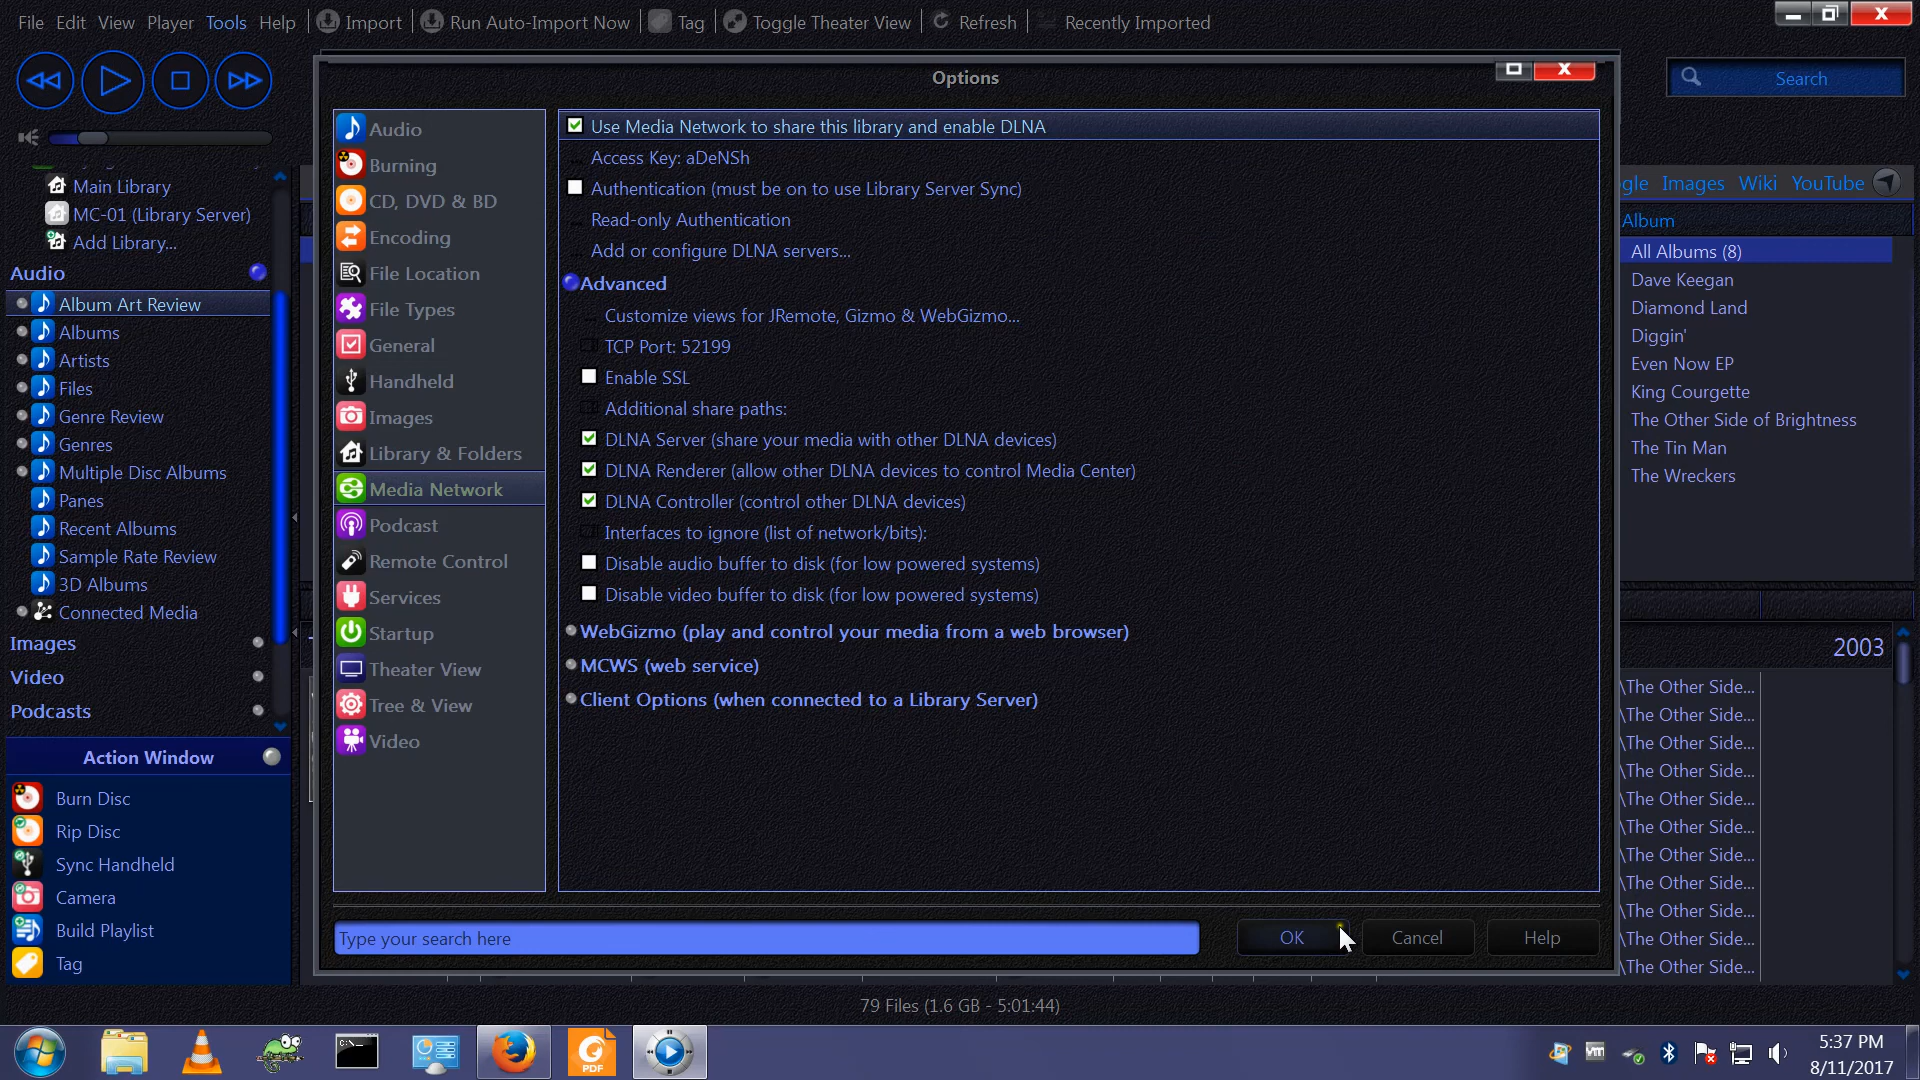 File Edit View Player Tools Help Import Run Auto-Import Now Tag Toggle Theater View Refresh Recently Imported
Search
Main Library
MC-01 (Library Server)
Add Library...
Audio
Album Art Review
Albums
Artists
Files
Genre Review
Genres
Multiple Disc Albums
Panes
Recent Albums
Sample Rate Review
3D Albums
Connected Media
Images
Video
Podcasts
Action Window
Burn Disc
Rip Disc
Sync Handheld
Camera
Build Playlist
Tag
Options
Audio
Burning
CD, DVD & BD
Encoding
File Location
File Types
General
Handheld
Images
Library & Folders
Media Network
Podcast
Remote Control
Services
Startup
Theater View
Tree & View
Video
Use Media Network to share this library and enable DLNA
Access Key: aDeNSh
Authentication (must be on to use Library Server Sync)
Read-only Authentication
Add or configure DLNA servers...
Advanced
Customize views for JRemote, Gizmo & WebGizmo...
TCP Port: 52199
Enable SSL
Additional share paths:
DLNA Server (share your media with other DLNA devices)
DLNA Renderer (allow other DLNA devices to control Media Center)
DLNA Controller (control other DLNA devices)
Interfaces to ignore (list of network/bits):
Disable audio buffer to disk (for low powered systems)
Disable video buffer to disk (for low powered systems)
WebGizmo (play and control your media from a web browser)
MCWS (web service)
Client Options (when connected to a Library Server)
Type your search here
OK
Cancel
Help
gle Images Wiki YouTube
Album
All Albums (8)
Dave Keegan
Diamond Land
Diggin'
Even Now EP
King Courgette
The Other Side of Brightness
The Tin Man
The Wreckers
2003
\The Other Side...
\The Other Side...
\The Other Side...
\The Other Side...
\The Other Side...
\The Other Side...
\The Other Side...
\The Other Side...
\The Other Side...
\The Other Side...
\The Other Side...
79 Files (1.6 GB - 5:01:44)
PDF
5:37 PM
8/11/2017